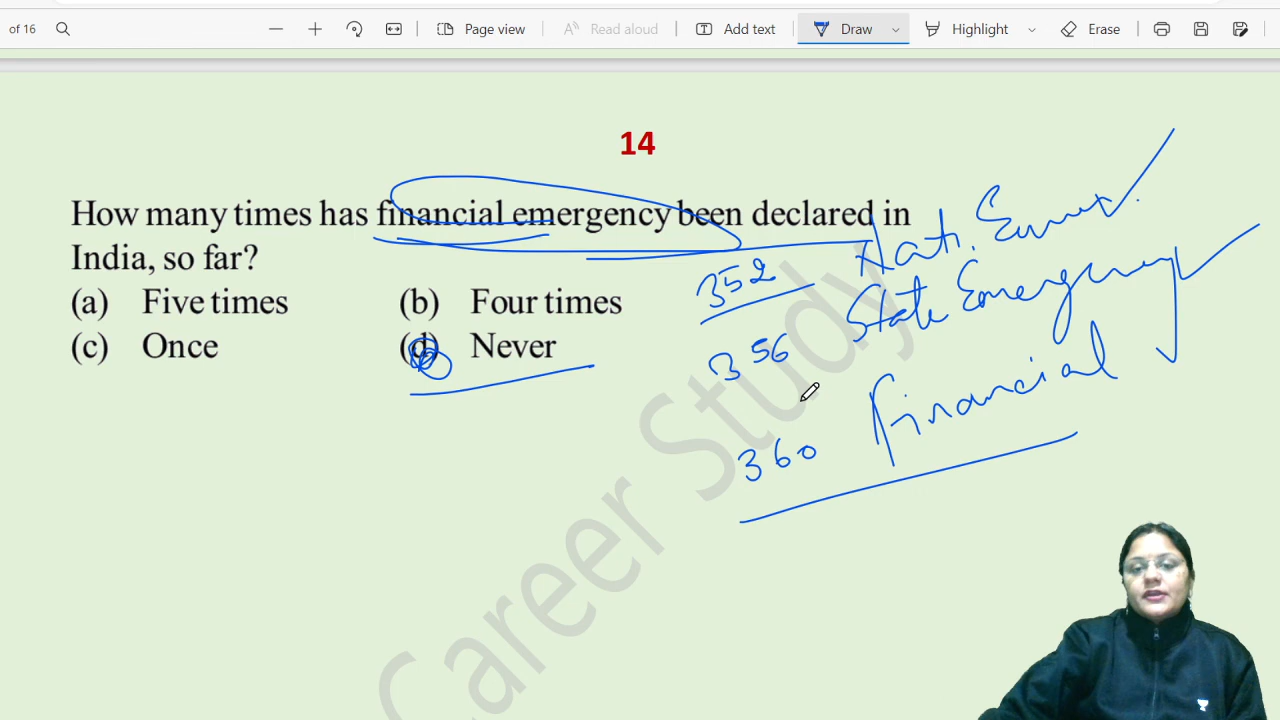 of 16
Page view
Read aloud
Add text
Draw
Highlight
Erase
14
How many times has financial emergency been declared in
India, so far?
(a) Five times (b) Four times
(c) Once (d) Never
352 Nati. Emer.
356 State Emergency
360 Financial
Career Study